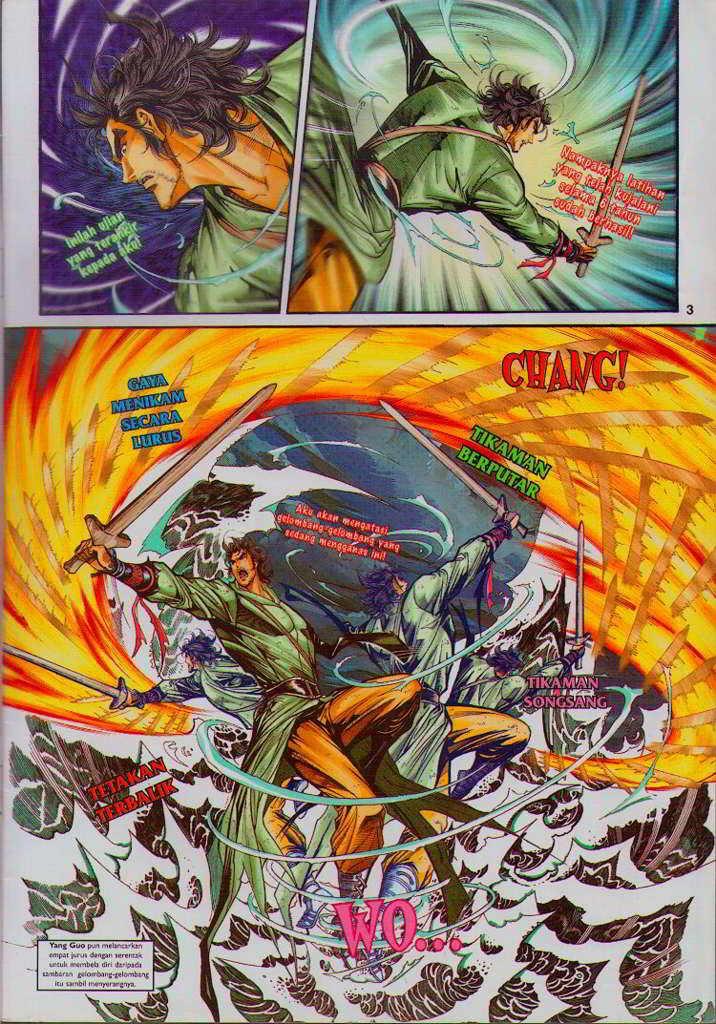 Inilah ujian
yang terakhir
kepada aku!
Nampaknya latihan
yang telah kujalani
selama 6 tahun
sudah berhasil!
3
GAYA
MENIKAM
SECARA
LURUS
CHANG!
TIKAMAN
BERPUTAR
Aku akan mengatasi
gelombang-gelombang yang
sedang mengganas ini!
TIKAMAN
SONGSANG
TETAKAN
TERBALIK
WO...
Yang Guo pun melancarkan
empat jurus dengan serentak
untuk membela diri daripada
sambaran gelombang-gelombang
itu sambil menyerangnya.